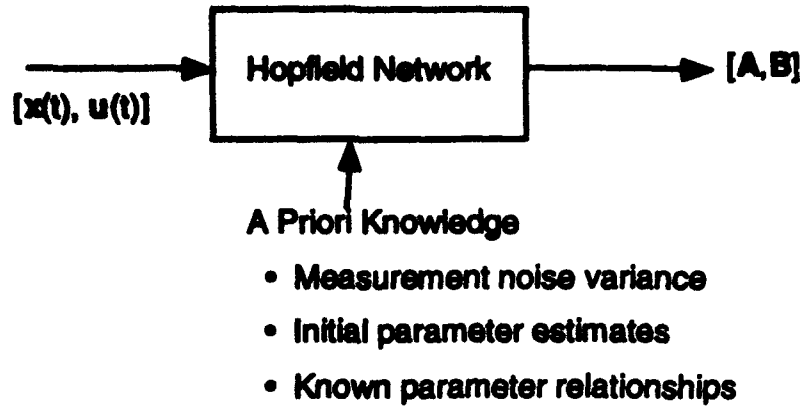 Hopfield Network
[A,B]
[x(t), u(t)]
A Priori Knowledge
• Measurement noise variance
• Initial parameter estimates
• Known parameter relationships